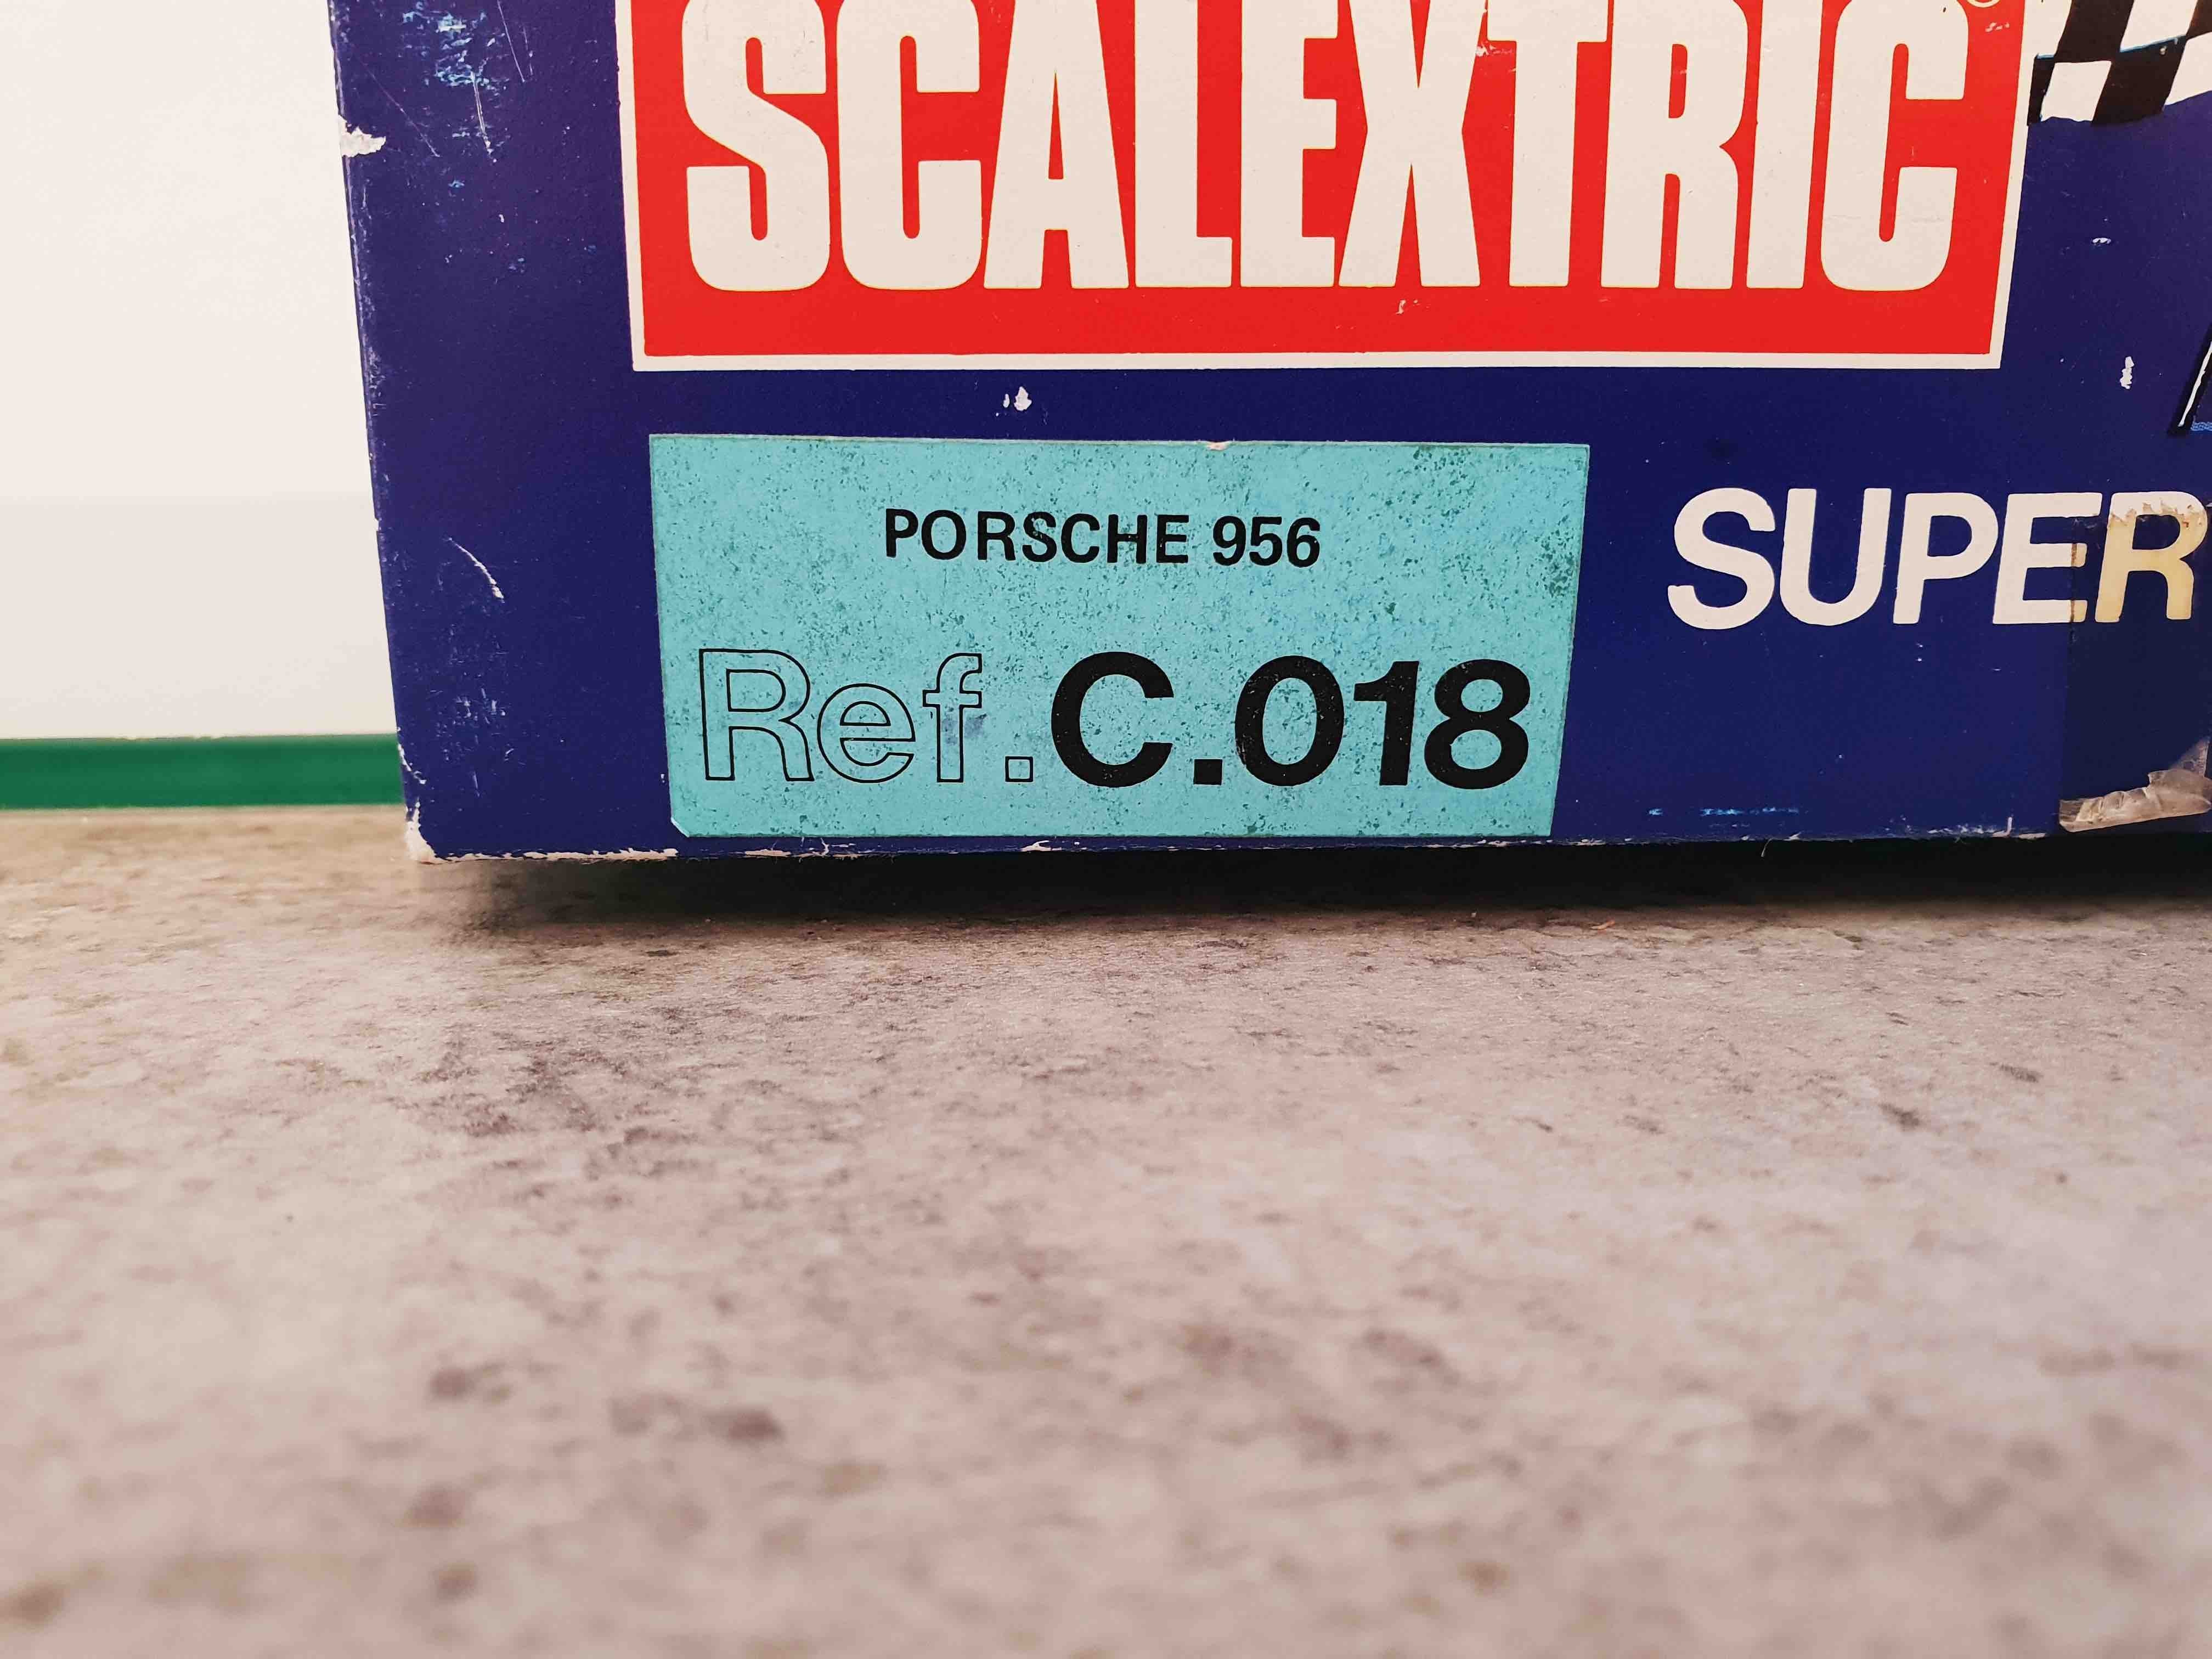 SCALEXTRIC
PORSCHE 956
Ref. C.018
SUPER